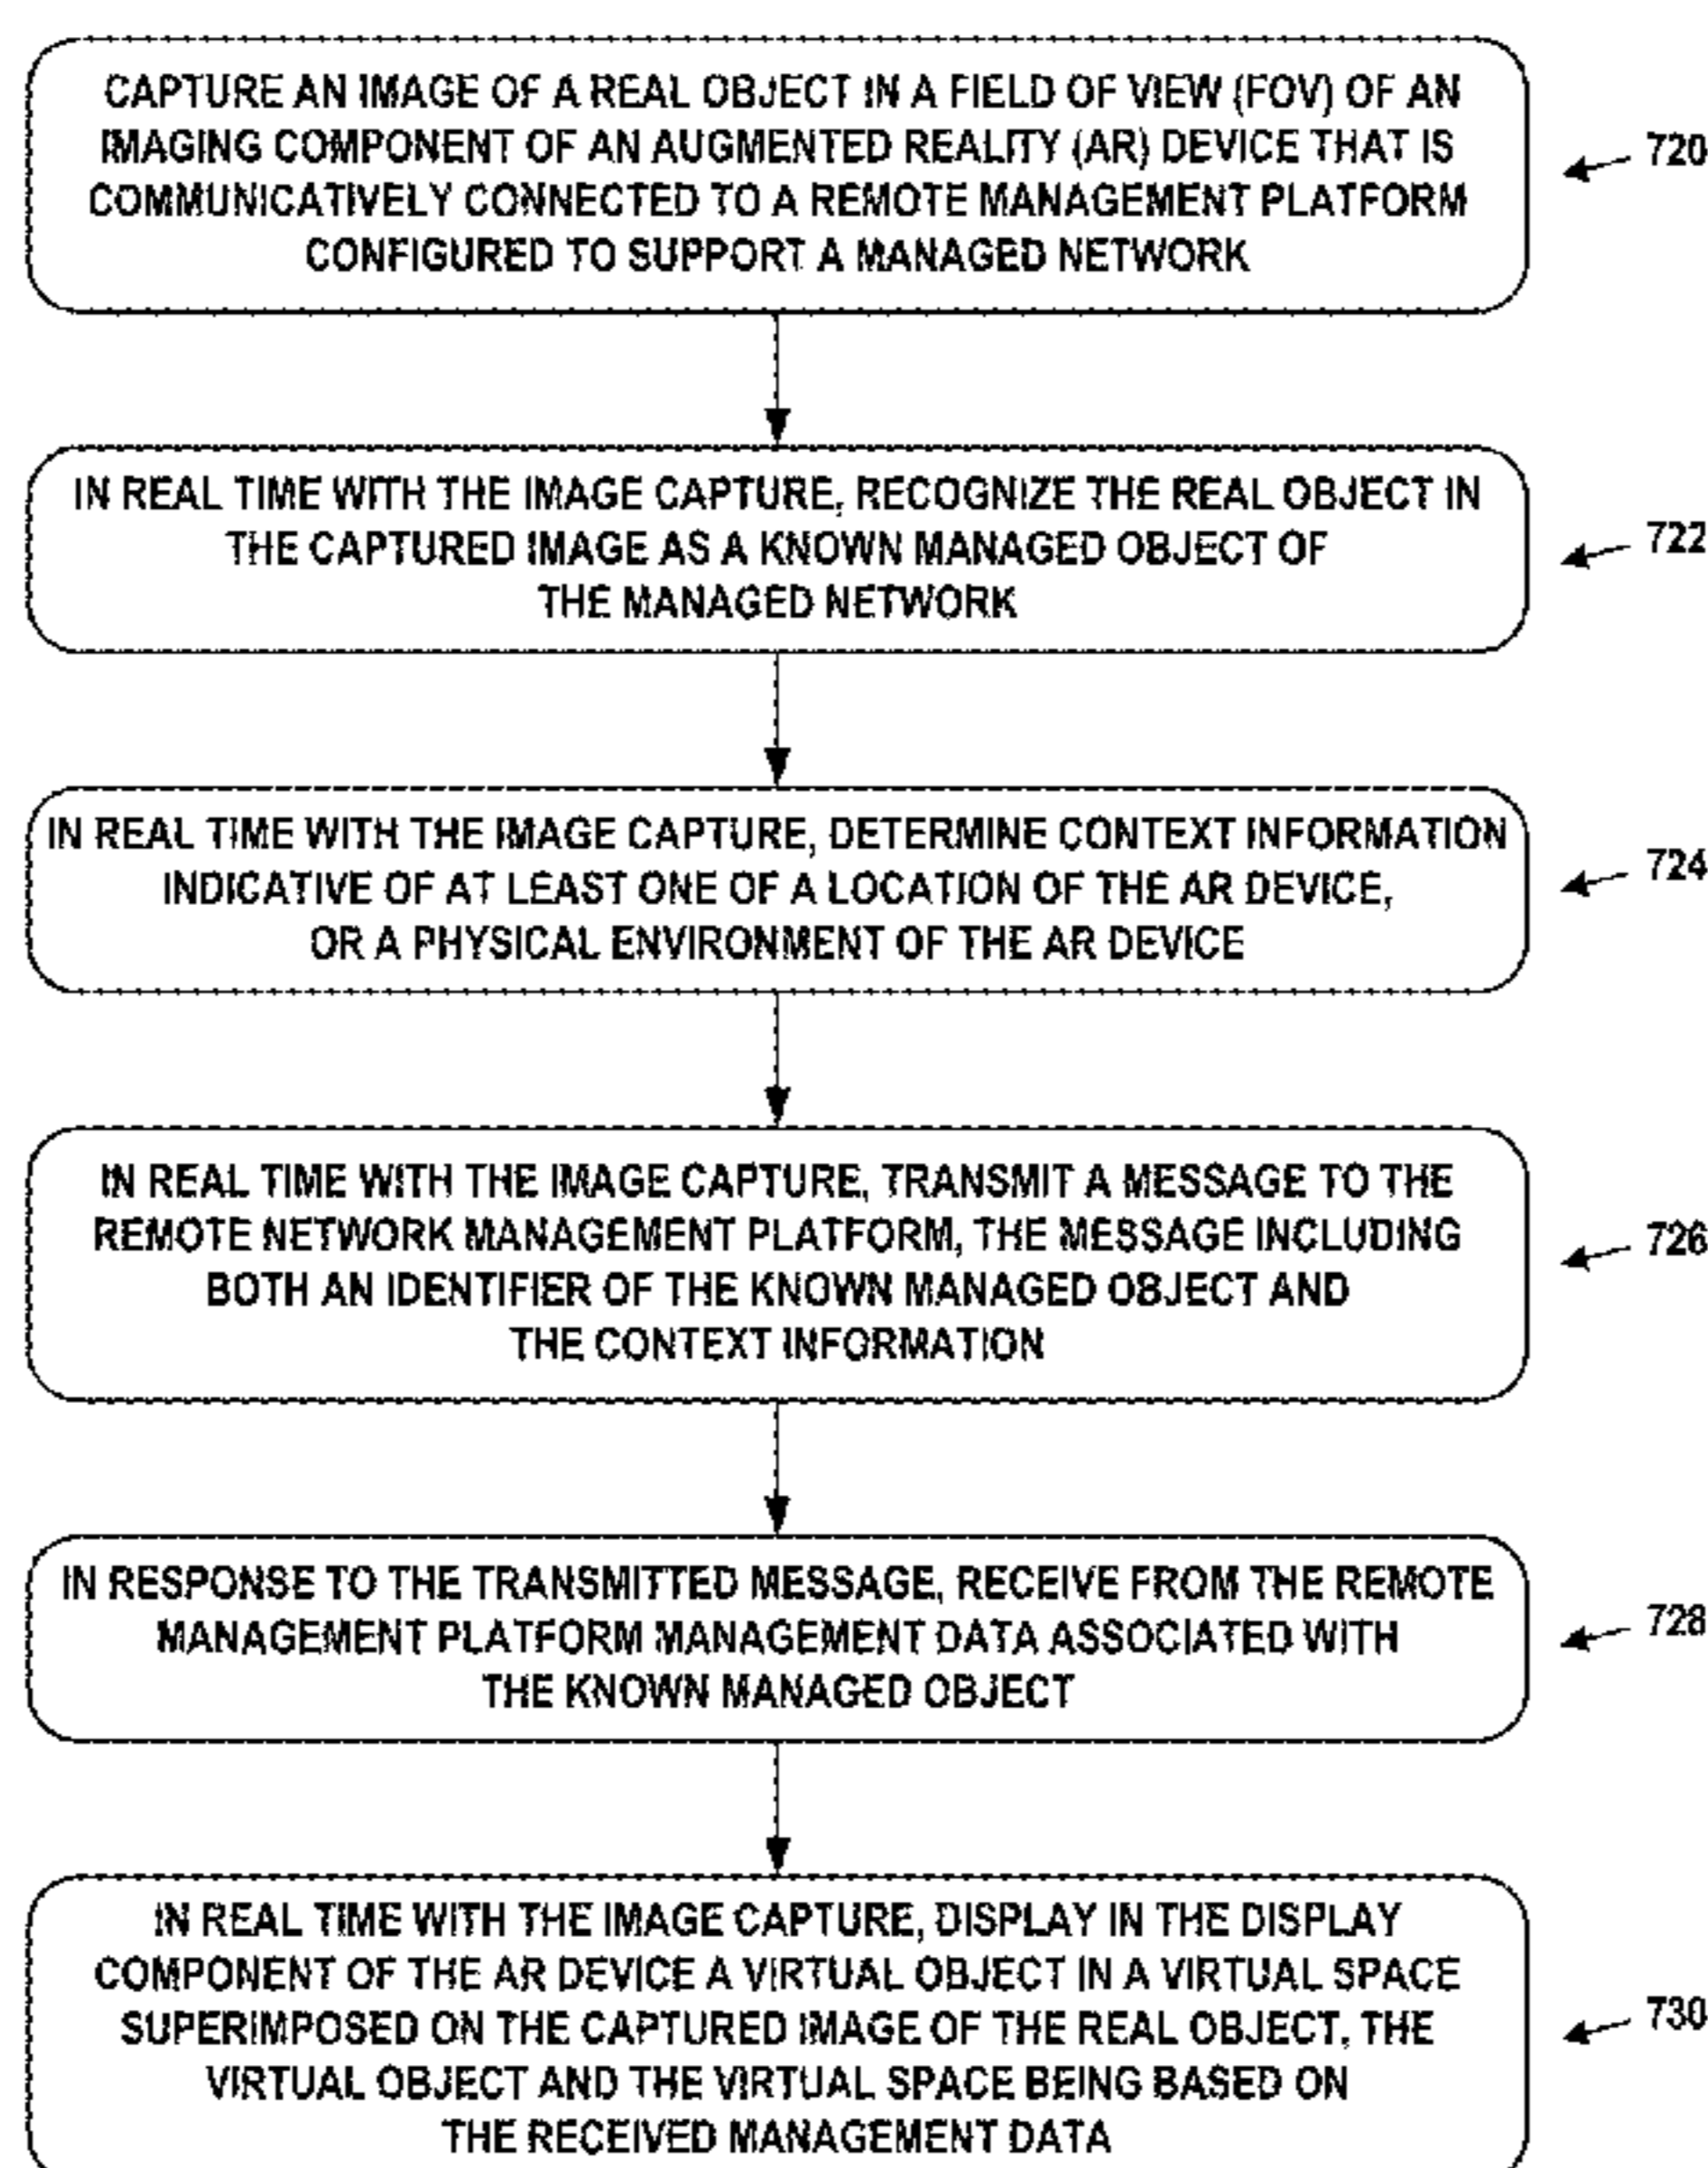 CAPTURE AN IMAGE OF A REAL OBJECT IN A FIELD OF VIEW (FOV) OF AN
IMAGING COMPONENT OF AN AUGMENTED REALITY (AR) DEVICE THAT IS
COMMUNICATIVELY CONNECTED TO A REMOTE MANAGEMENT PLATFORM
CONFIGURED TO SUPPORT A MANAGED NETWORK
720
IN REAL TIME WITH THE IMAGE CAPTURE, RECOGNIZE THE REAL OBJECT IN
THE CAPTURED IMAGE AS A KNOWN MANAGED OBJECT OF
THE MANAGED NETWORK
722
IN REAL TIME WITH THE IMAGE CAPTURE, DETERMINE CONTEXT INFORMATION
INDICATIVE OF AT LEAST ONE OF A LOCATION OF THE AR DEVICE,
OR A PHYSICAL ENVIRONMENT OF THE AR DEVICE
724
IN REAL TIME WITH THE IMAGE CAPTURE, TRANSMIT A MESSAGE TO THE
REMOTE NETWORK MANAGEMENT PLATFORM, THE MESSAGE INCLUDING
BOTH AN IDENTIFIER OF THE KNOWN MANAGED OBJECT AND
THE CONTEXT INFORMATION
726
IN RESPONSE TO THE TRANSMITTED MESSAGE, RECEIVE FROM THE REMOTE
MANAGEMENT PLATFORM MANAGEMENT DATA ASSOCIATED WITH
THE KNOWN MANAGED OBJECT
728
IN REAL TIME WITH THE IMAGE CAPTURE, DISPLAY IN THE DISPLAY
COMPONENT OF THE AR DEVICE A VIRTUAL OBJECT IN A VIRTUAL SPACE
SUPERIMPOSED ON THE CAPTURED IMAGE OF THE REAL OBJECT, THE
VIRTUAL OBJECT AND THE VIRTUAL SPACE BEING BASED ON
THE RECEIVED MANAGEMENT DATA
730